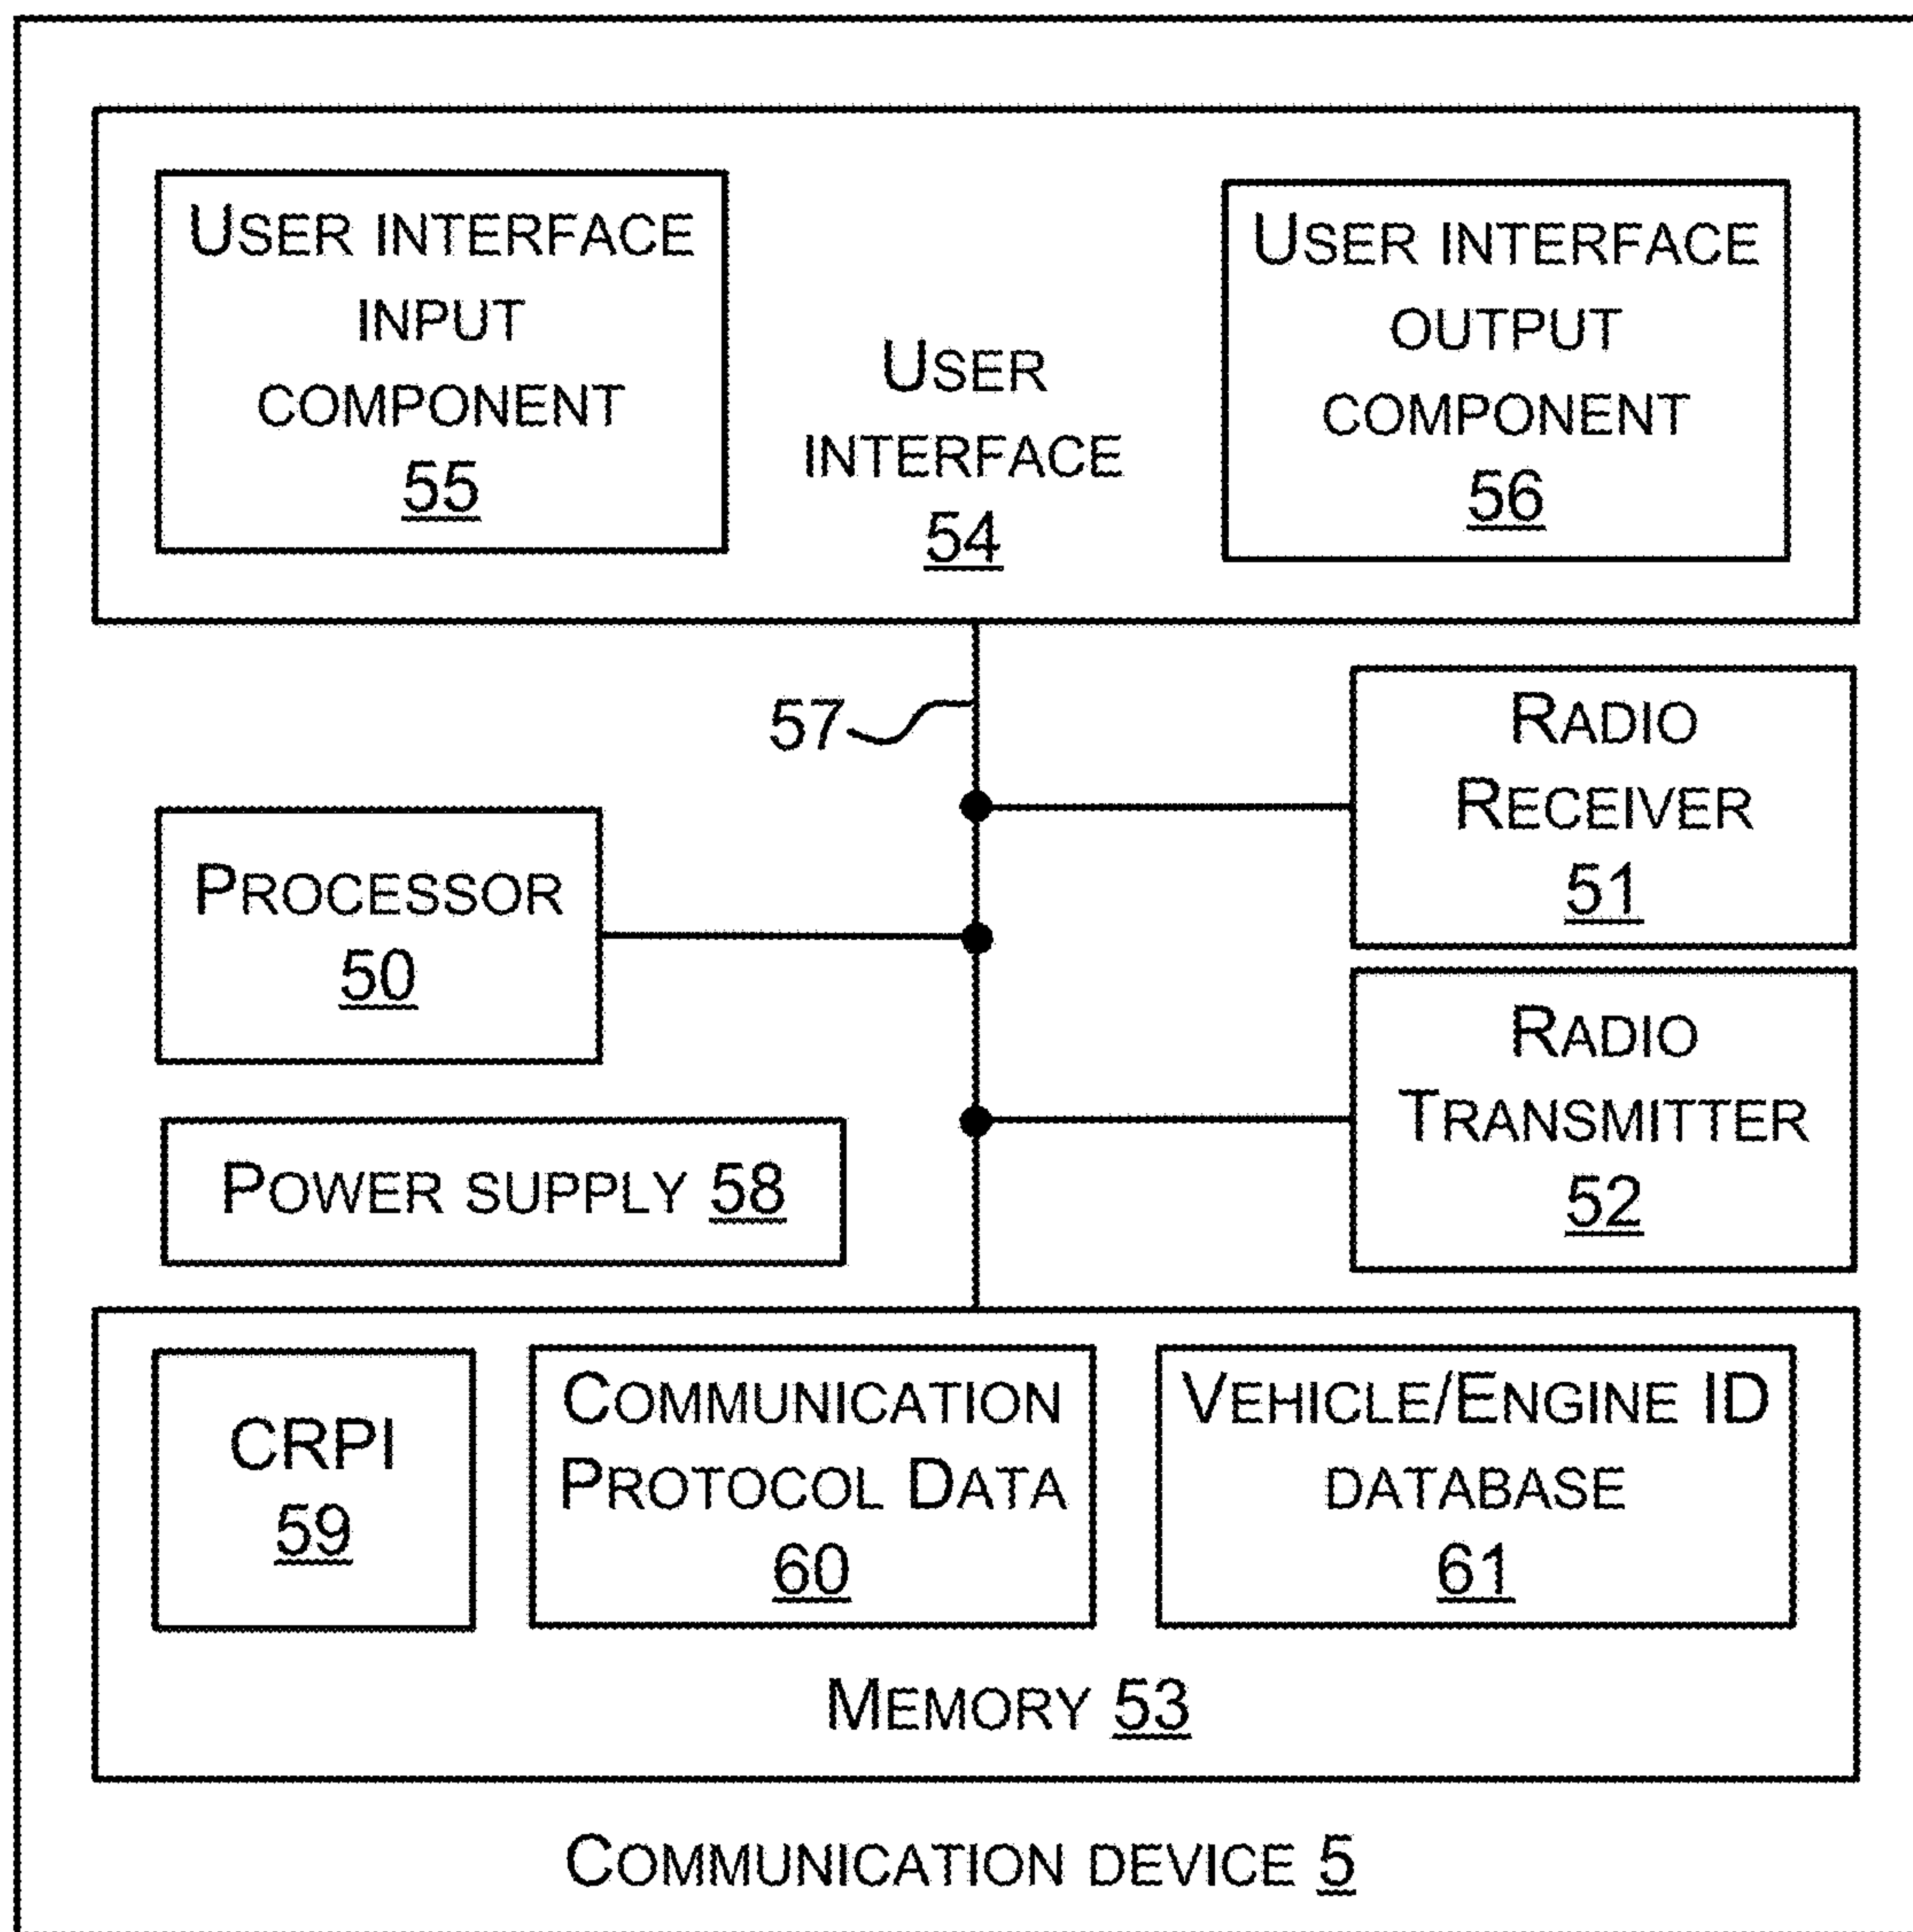 USER INTERFACE
INPUT
COMPONENT
55
USER
INTERFACE
54
USER INTERFACE
OUTPUT
COMPONENT
56
57
RADIO
RECEIVER
51
PROCESSOR
50
RADIO
TRANSMITTER
52
POWER SUPPLY 58
CRPI
59
COMMUNICATION
PROTOCOL DATA
60
VEHICLE/ENGINE ID
DATABASE
61
MEMORY 53
COMMUNICATION DEVICE 5